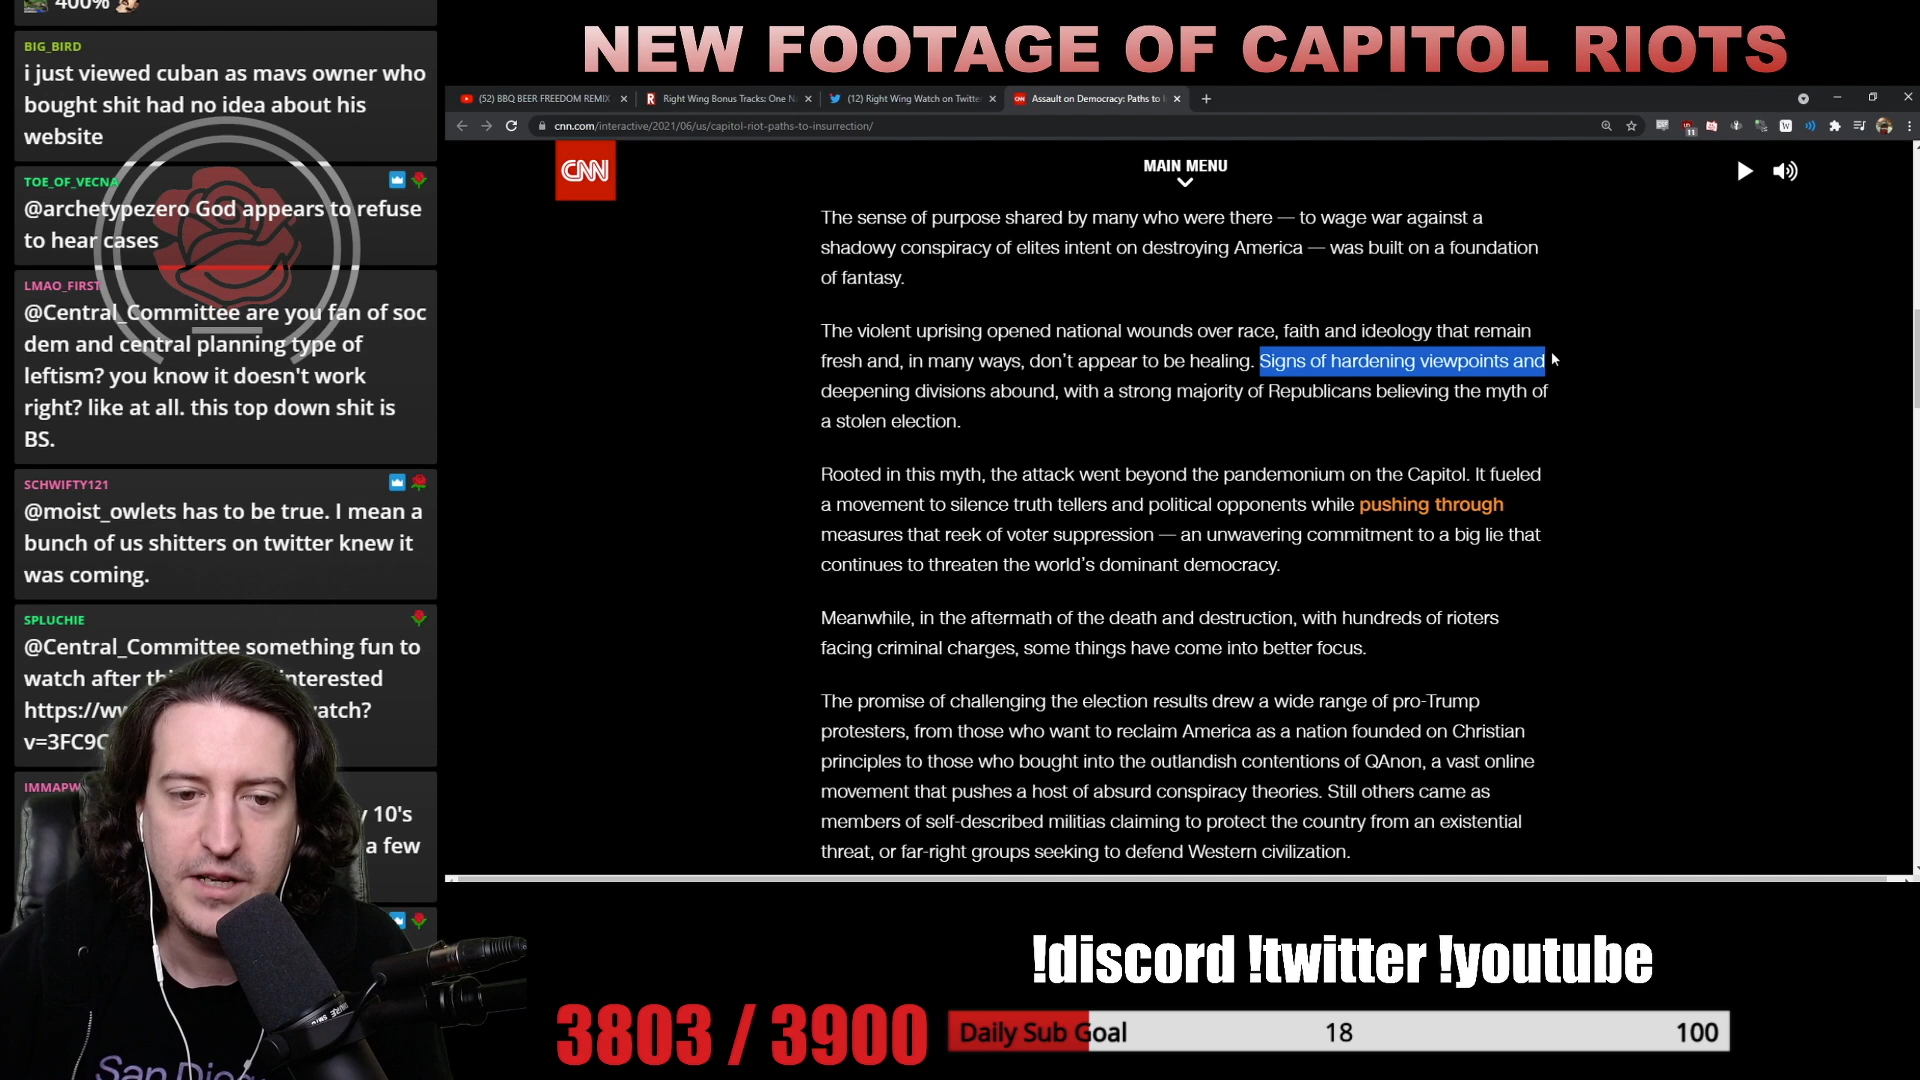 400%
BIG_BIRD
i just viewed cuban as mavs owner who
bought shit had no idea about his
website
TOE_OF_VECNA
@archetypezero God appears to refuse
to hear cases
LMAO_FIRST
@Central_Committee are you fan of soc
dem and central planning type of
leftism? you know it doesn't work
right? like at all. this top down shit is
BS.
SCHWIFTY121
@moist_owlets has to be true. I mean a
bunch of us shitters on twitter knew it
was coming.
SPLUCHIE
@Central_Committee something fun to
watch after interested
v=3FC9C
10's
a few
NEW FOOTAGE OF CAPITOL RIOTS
(52) BBQ BEER FREEDOM REMIX
Right Wing Bonus Tracks: One N
(12) Right Wing Watch on Twitte
Assault on Democracy: Paths to I
cnn.com/interactive/2021/06/us/capitol-riot-paths-to-insurrection/
11
W
CNN
MAIN MENU
The sense of purpose shared by many who were there — to wage war against a
shadowy conspiracy of elites intent on destroying America — was built on a foundation
of fantasy.
The violent uprising opened national wounds over race, faith and ideology that remain
fresh and, in many ways, don't appear to be healing. Signs of hardening viewpoints and
deepening divisions abound, with a strong majority of Republicans believing the myth of
a stolen election.
Rooted in this myth, the attack went beyond the pandemonium on the Capitol. It fueled
a movement to silence truth tellers and political opponents while pushing through
measures that reek of voter suppression — an unwavering commitment to a big lie that
continues to threaten the world's dominant democracy.
Meanwhile, in the aftermath of the death and destruction, with hundreds of rioters
facing criminal charges, some things have come into better focus.
The promise of challenging the election results drew a wide range of pro-Trump
protesters, from those who want to reclaim America as a nation founded on Christian
principles to those who bought into the outlandish contentions of QAnon, a vast online
movement that pushes a host of absurd conspiracy theories. Still others came as
members of self-described militias claiming to protect the country from an existential
threat, or far-right groups seeking to defend Western civilization.
!discord !twitter !youtube
3803 / 3900
Daily Sub Goal 18 100
San Dieg